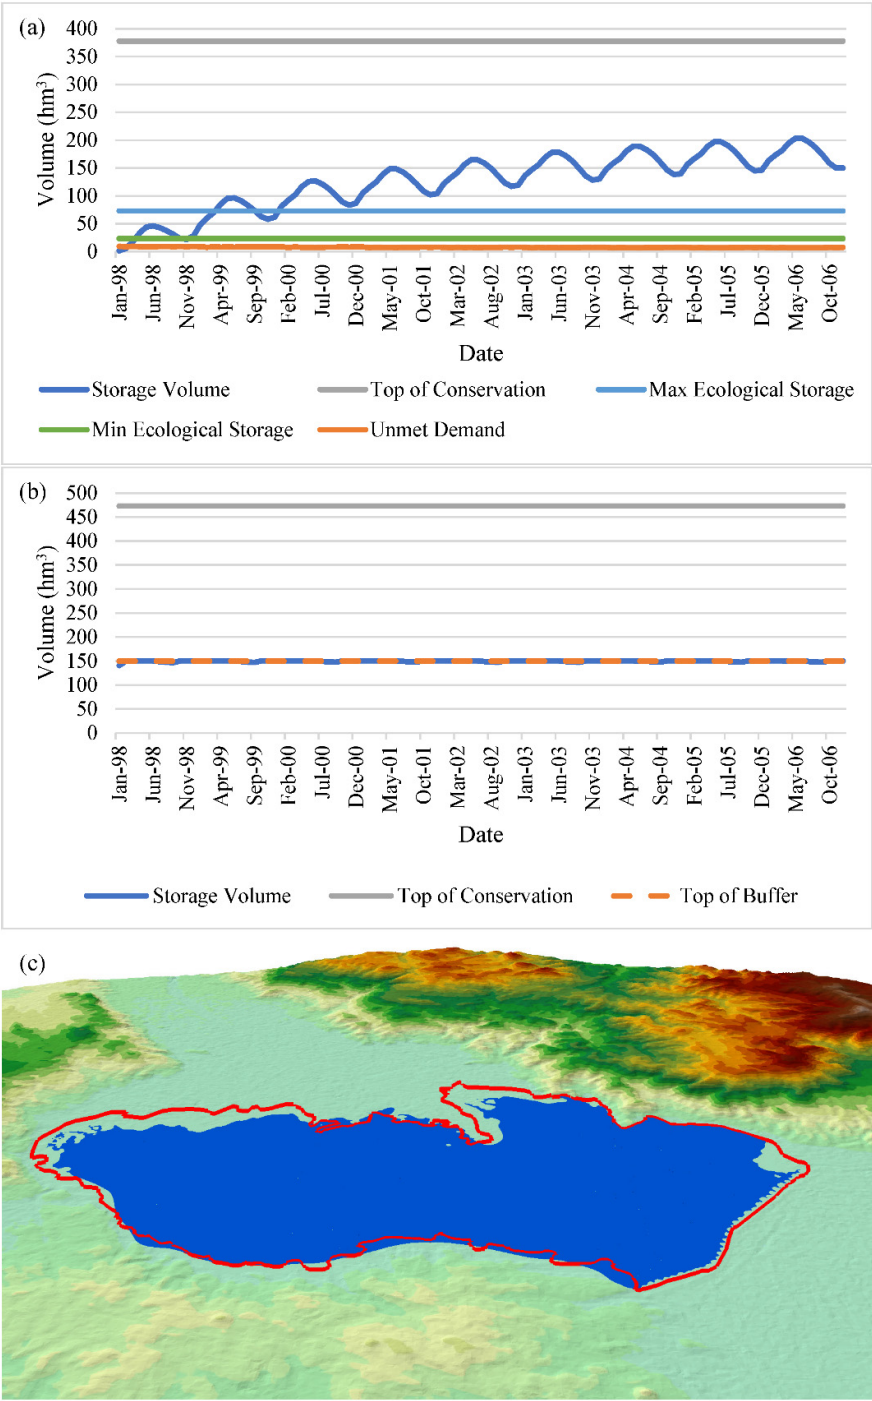 (a)
400
350
300
250
200
150
100
50
0
Volume (hm³)
Jan-98
Jun-98
Nov-98
Apr-99
Sep-99
Feb-00
Jul-00
Dec-00
May-01
Oct-01
Mar-02
Aug-02
Jan-03
Jun-03
Nov-03
Apr-04
Sep-04
Feb-05
Jul-05
Dec-05
May-06
Oct-06
Date
Storage Volume
Top of Conservation
Max Ecological Storage
Min Ecological Storage
Unmet Demand
(b)
500
450
400
350
300
250
200
150
100
50
0
Volume (hm³)
Jan-98
Jun-98
Nov-98
Apr-99
Sep-99
Feb-00
Jul-00
Dec-00
May-01
Oct-01
Mar-02
Aug-02
Jan-03
Jun-03
Nov-03
Apr-04
Sep-04
Feb-05
Jul-05
Dec-05
May-06
Oct-06
Date
Storage Volume
Top of Conservation
Top of Buffer
(c)